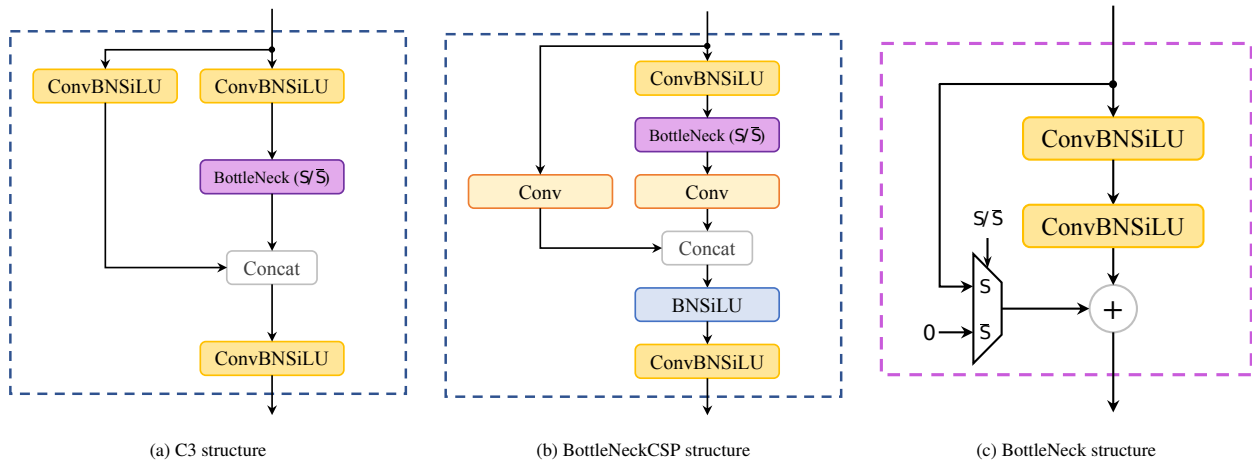 ConvBNSiLU
ConvBNSiLU
BottleNeck (S/S̄)
Concat
ConvBNSiLU
(a) C3 structure
ConvBNSiLU
BottleNeck (S/S̄)
Conv
Conv
Concat
BNSiLU
ConvBNSiLU
(b) BottleNeckCSP structure
ConvBNSiLU
ConvBNSiLU
S/S̄
S
+
0
S̄
(c) BottleNeck structure